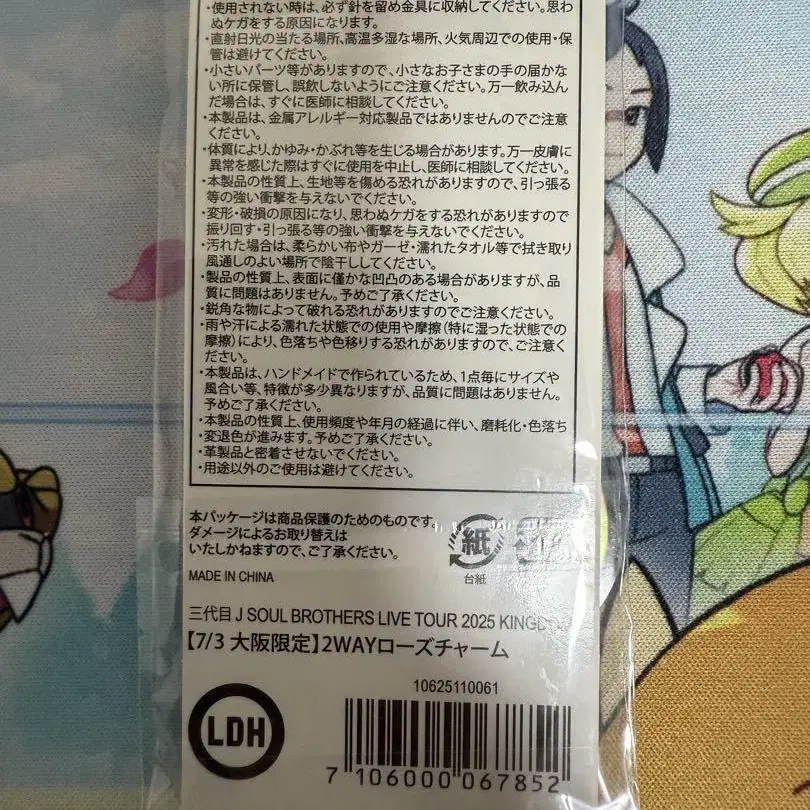 ・使用されない時は、必ず針を留め金具に収納してください。思わ
ぬケガをする原因になります。
・直射日光の当たる場所、高温多湿な場所、火気周辺での使用・保
管は避けてください。
・小さいパーツ等がありますので、小さなお子さまの手の届かな
い所に保管し、誤飲しないようにご注意ください。万一飲み込ん
だ場合は、すぐに医師に相談してください。
・本製品は、金属アレルギー対応製品ではありませんのでご注意
ください。
・体質により、かゆみ・かぶれ等を生じる場合があります。万一皮膚に
異常を感じた際はすぐに使用を中止し、医師に相談してください。
・本製品の性質上、生地等を傷める恐れがありますので、引っ張る
等の強い衝撃を与えないでください。
・変形・破損の原因になり、思わぬケガをする恐れがありますので
振り回す・引っ張る等の強い衝撃を与えないでください。
・汚れた場合は、柔らかい布やガーゼ・濡れたタオル等で拭き取り
風通しのよい場所で陰干ししてください。
・製品の性質上、表面に僅かな凹凸のある場合がありますが、品
質に問題はありません。予めご了承ください。
・鋭角な物によって破れる恐れがありますのでご注意ください。
・雨や汗による濡れた状態での使用や摩擦(特に湿った状態での
摩擦)により、色落ちや色移りする恐れがありますので、ご注意く
ださい。
・本製品は、ハンドメイドで作られているため、1点毎にサイズや
風合い等、特徴が多少異なりますが、品質に問題はありません。
予めご了承ください。
・本製品の性質上、使用頻度や年月の経過に伴い、磨耗化・色落ち
・変退色が進みます。予めご了承ください。
・革製品と密着させないでください。
・用途以外のご使用は避けてください。
本パッケージは商品保護のためのものです。
ダメージによるお取り替えは
いたしかねますので、ご了承ください。
紙
台紙
MADE IN CHINA
三代目 J SOUL BROTHERS LIVE TOUR 2025 KINGD
【7/3 大阪限定】2WAYローズチャーム
10625110061
LDH
7 106000 067852